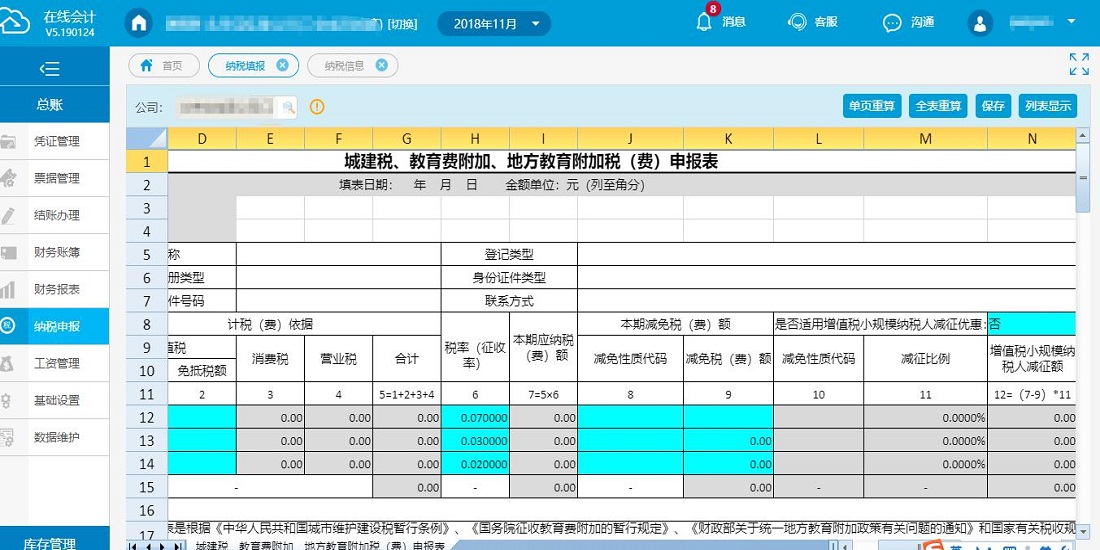 在线会计
V5.190124
[切换]
2018年11月
8
消息
客服
沟通
首页
纳税填报
纳税信息
总账
凭证管理
票据管理
结账办理
财务账簿
财务报表
税
纳税申报
工资管理
基础设置
数据维护
库存管理
公司：
单页重算
全表重算
保存
列表显示
D E F G H I J K L M N
1 城建税、教育费附加、地方教育附加税（费）申报表
2 填表日期： 年 月 日 金额单位：元（列至角分）
3
4
5 称 登记类型
6 册类型 身份证件类型
7 件号码 联系方式
8 计税（费）依据 税率（征收率） 本期应纳税（费）额 本期减免税（费）额 是否适用增值税小规模纳税人减征优惠：否
9 值税 消费税 营业税 合计 减免性质代码 减免税（费）额 减免性质代码 减征比例 增值税小规模纳税人减征额
10 免抵税额
11 2 3 4 5=1+2+3+4 6 7=5×6 8 9 10 11 12=（7-9）*11
12 0.00 0.00 0.00 0.070000 0.00 0.0000% 0.00
13 0.00 0.00 0.00 0.030000 0.00 0.00 0.0000% 0.00
14 0.00 0.00 0.00 0.020000 0.00 0.00 0.0000% 0.00
15 - 0.00 - 0.00 - 0.00 - - 0.00
16
17 表是根据《中华人民共和国城市维护建设税暂行条例》、《国务院征收教育费附加的暂行规定》、《财政部关于统一地方教育附加政策有关问题的通知》和国家有关税收规
城建税、教育费附加、地方教育附加税（费）申报表